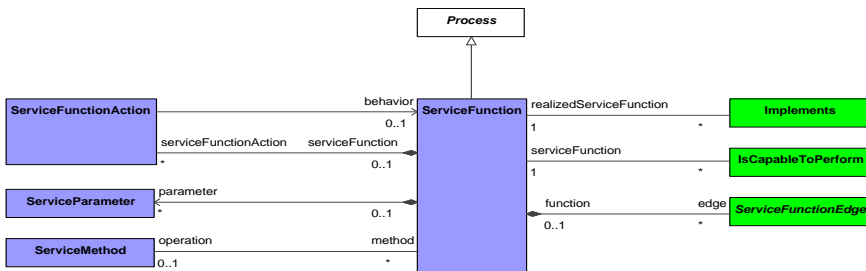 Process
behavior
realizedServiceFunction
ServiceFunctionAction
ServiceFunction
Implements
0..1
1
*
serviceFunctionAction
serviceFunction
serviceFunction
*
0..1
IsCapableToPerform
1
*
parameter
ServiceParameter
*
0..1
function
edge
ServiceFunctionEdge
0..1
*
operation
method
ServiceMethod
0..1
*